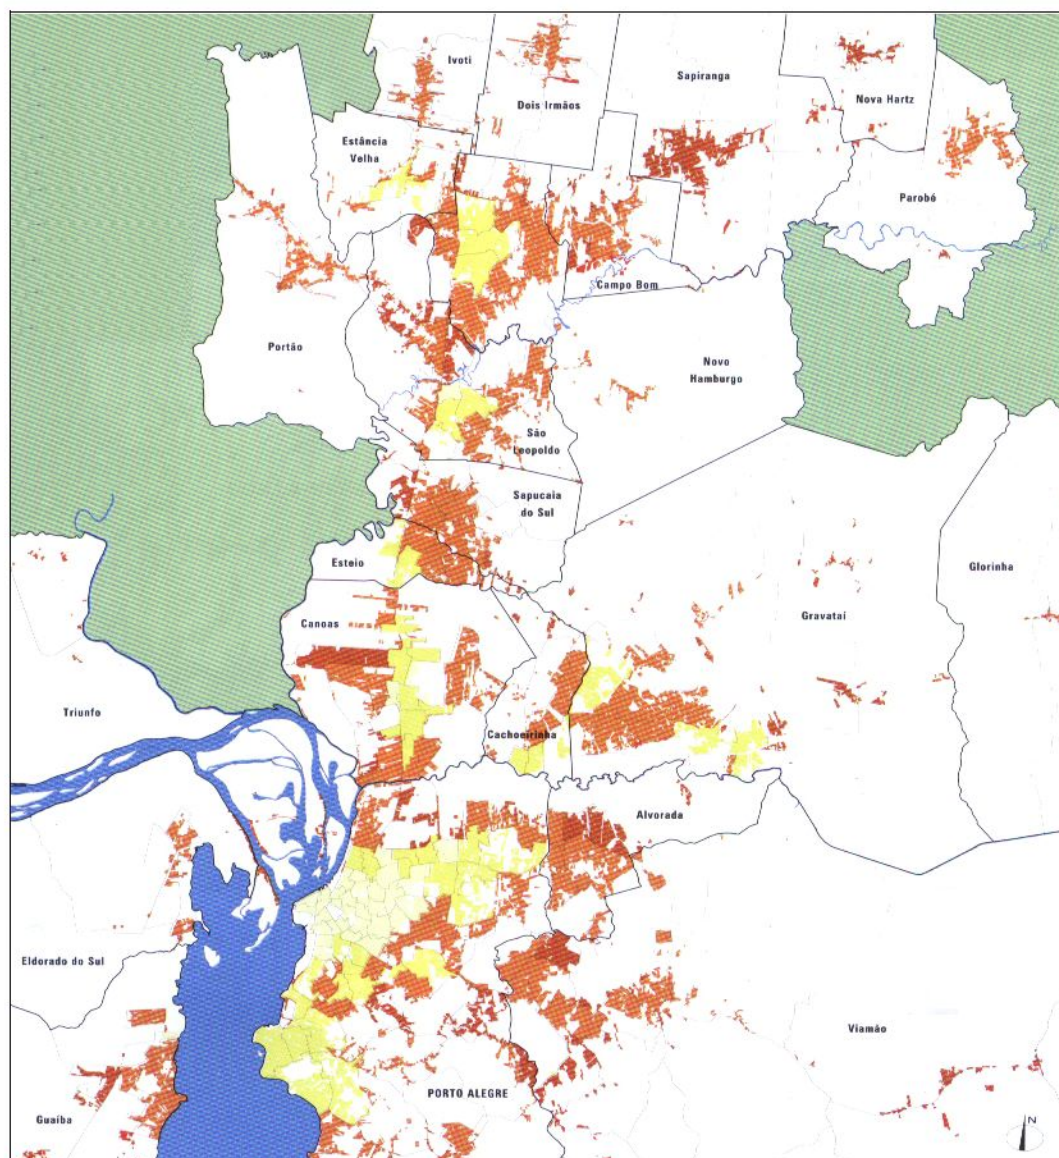 Ivoti
Sapiranga
Dois Irmãos
Nova Hartz
Estância
Velha
Parobé
Campo Bom
Portão
Novo
Hamburgo
São
Leopoldo
Sapucaia
do Sul
Esteio
Glorinha
Canoas
Gravataí
Triunfo
Cachoeirinha
Alvorada
Eldorado do Sul
Viamão
PORTO ALEGRE
Guaíba
N